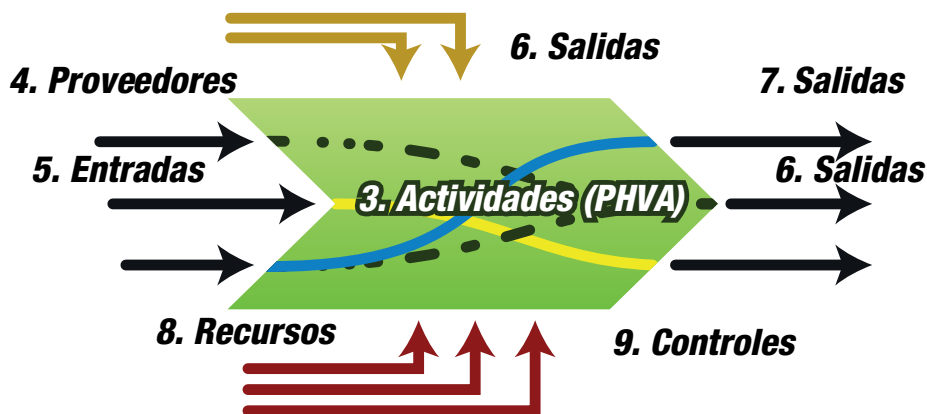 6. Salidas
4. Proveedores
7. Salidas
5. Entradas
6. Salidas
3. Actividades (PHVA)
8. Recursos
9. Controles